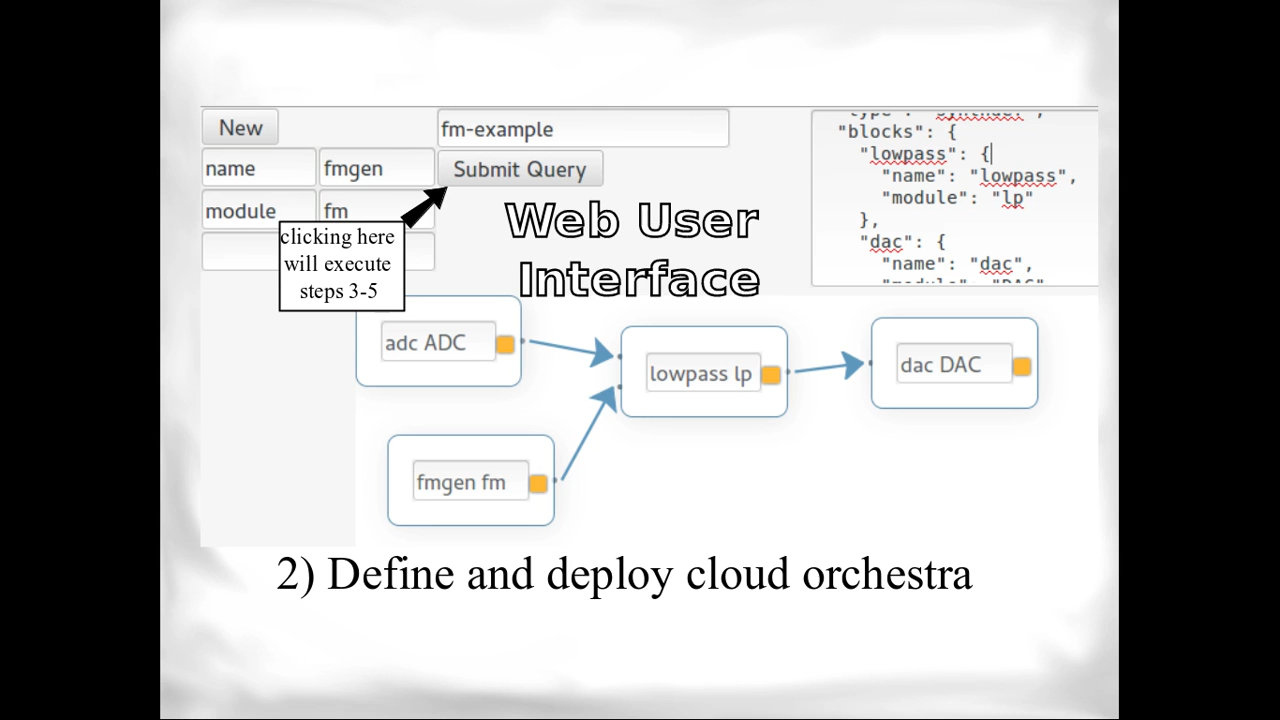 New
fm-example
name
fmgen
Submit Query
module
fm
clicking here
will execute
steps 3-5
Web User
Interface
"blocks": {
"lowpass": {
"name": "lowpass",
"module": "lp"
},
"dac": {
"name": "dac",
adc ADC
lowpass lp
dac DAC
fmgen fm
2) Define and deploy cloud orchestra